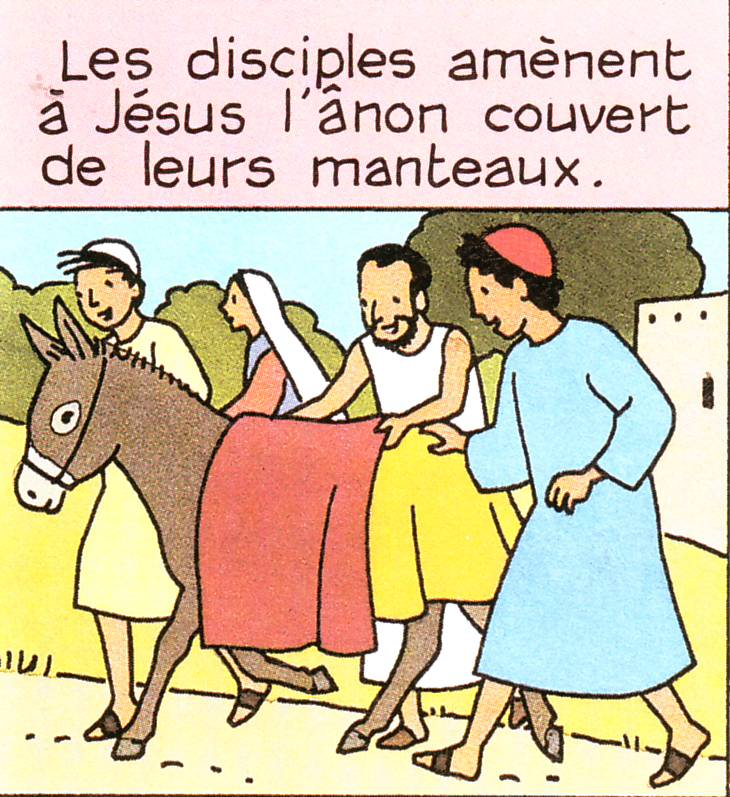 Les disciples amènent
à Jésus l'ânon couvert
de leurs manteaux.